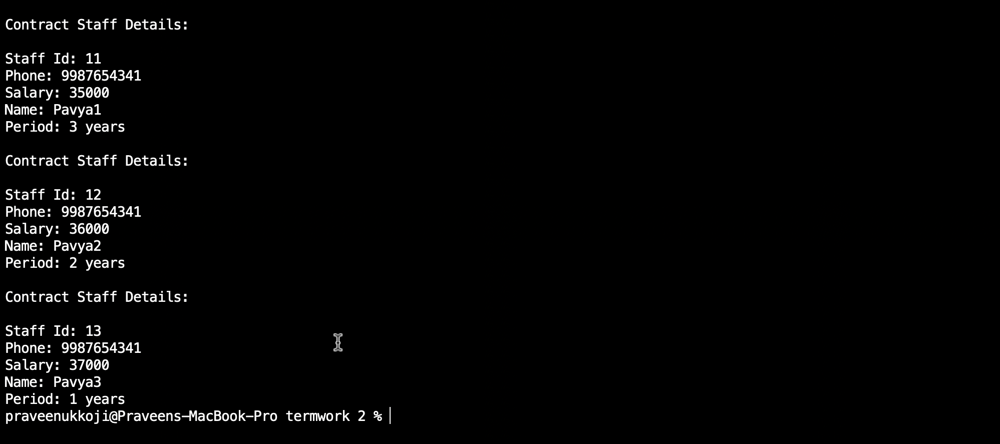 Contract Staff Details:
Staff Id: 11
Phone: 9987654341
Salary: 35000
Name: Pavya1
Period: 3 years
Contract Staff Details:
Staff Id: 12
Phone: 9987654341
Salary: 36000
Name: Pavya2
Period: 2 years
Contract Staff Details:
Staff Id: 13
Phone: 9987654341
Salary: 37000
Name: Pavya3
Period: 1 years
praveenukkoji@Praveens-MacBook-Pro termwork 2 %